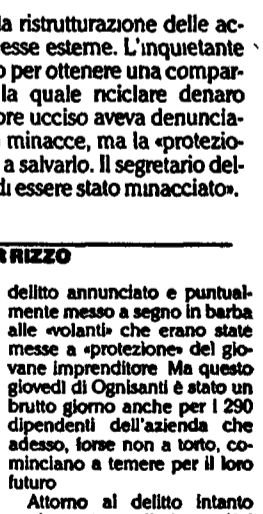 la ristrutturazione delle ac-
esse esterne. L'inquietante
o per ottenere una compar-
la quale riciclare denaro
ore ucciso aveva denuncia-
minacce, ma la «protezio-
a salvarlo. Il segretario del-
di essere stato minacciato».
RIZZO
delitto annunciato e puntual-
mente messo a segno in barba
alle «volanti» che erano state
messe a «protezione» del gio-
vane imprenditore Ma questo
giovedì di Ognisanti è stato un
brutto giorno anche per i 290
dipendenti dell'azienda che
adesso, forse non a torto, co-
minciano a temere per il loro
futuro
Attorno al delitto intanto